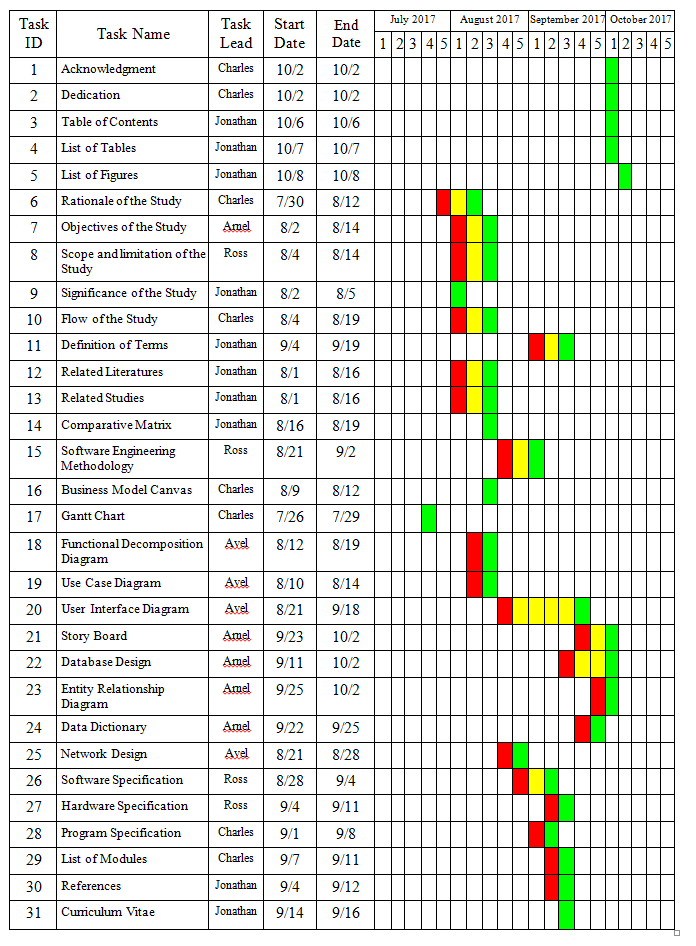 Task ID Task Name Task Lead Start Date End Date July 2017 August 2017 September 2017 October 2017
1 2 3 4 5 1 2 3 4 5 1 2 3 4 5 1 2 3 4 5
1 Acknowledgment Charles 10/2 10/2
2 Dedication Charles 10/2 10/2
3 Table of Contents Jonathan 10/6 10/6
4 List of Tables Jonathan 10/7 10/7
5 List of Figures Jonathan 10/8 10/8
6 Rationale of the Study Charles 7/30 8/12
7 Objectives of the Study Arnel 8/2 8/14
8 Scope and limitation of the Study Ross 8/4 8/14
9 Significance of the Study Jonathan 8/2 8/5
10 Flow of the Study Charles 8/4 8/19
11 Definition of Terms Jonathan 9/4 9/19
12 Related Literatures Jonathan 8/1 8/16
13 Related Studies Jonathan 8/1 8/16
14 Comparative Matrix Jonathan 8/16 8/19
15 Software Engineering Methodology Ross 8/21 9/2
16 Business Model Canvas Charles 8/9 8/12
17 Gantt Chart Charles 7/26 7/29
18 Functional Decomposition Diagram Avel 8/12 8/19
19 Use Case Diagram Avel 8/10 8/14
20 User Interface Diagram Avel 8/21 9/18
21 Story Board Arnel 9/23 10/2
22 Database Design Arnel 9/11 10/2
23 Entity Relationship Diagram Arnel 9/25 10/2
24 Data Dictionary Arnel 9/22 9/25
25 Network Design Avel 8/21 8/28
26 Software Specification Ross 8/28 9/4
27 Hardware Specification Ross 9/4 9/11
28 Program Specification Charles 9/1 9/8
29 List of Modules Charles 9/7 9/11
30 References Jonathan 9/4 9/12
31 Curriculum Vitae Jonathan 9/14 9/16